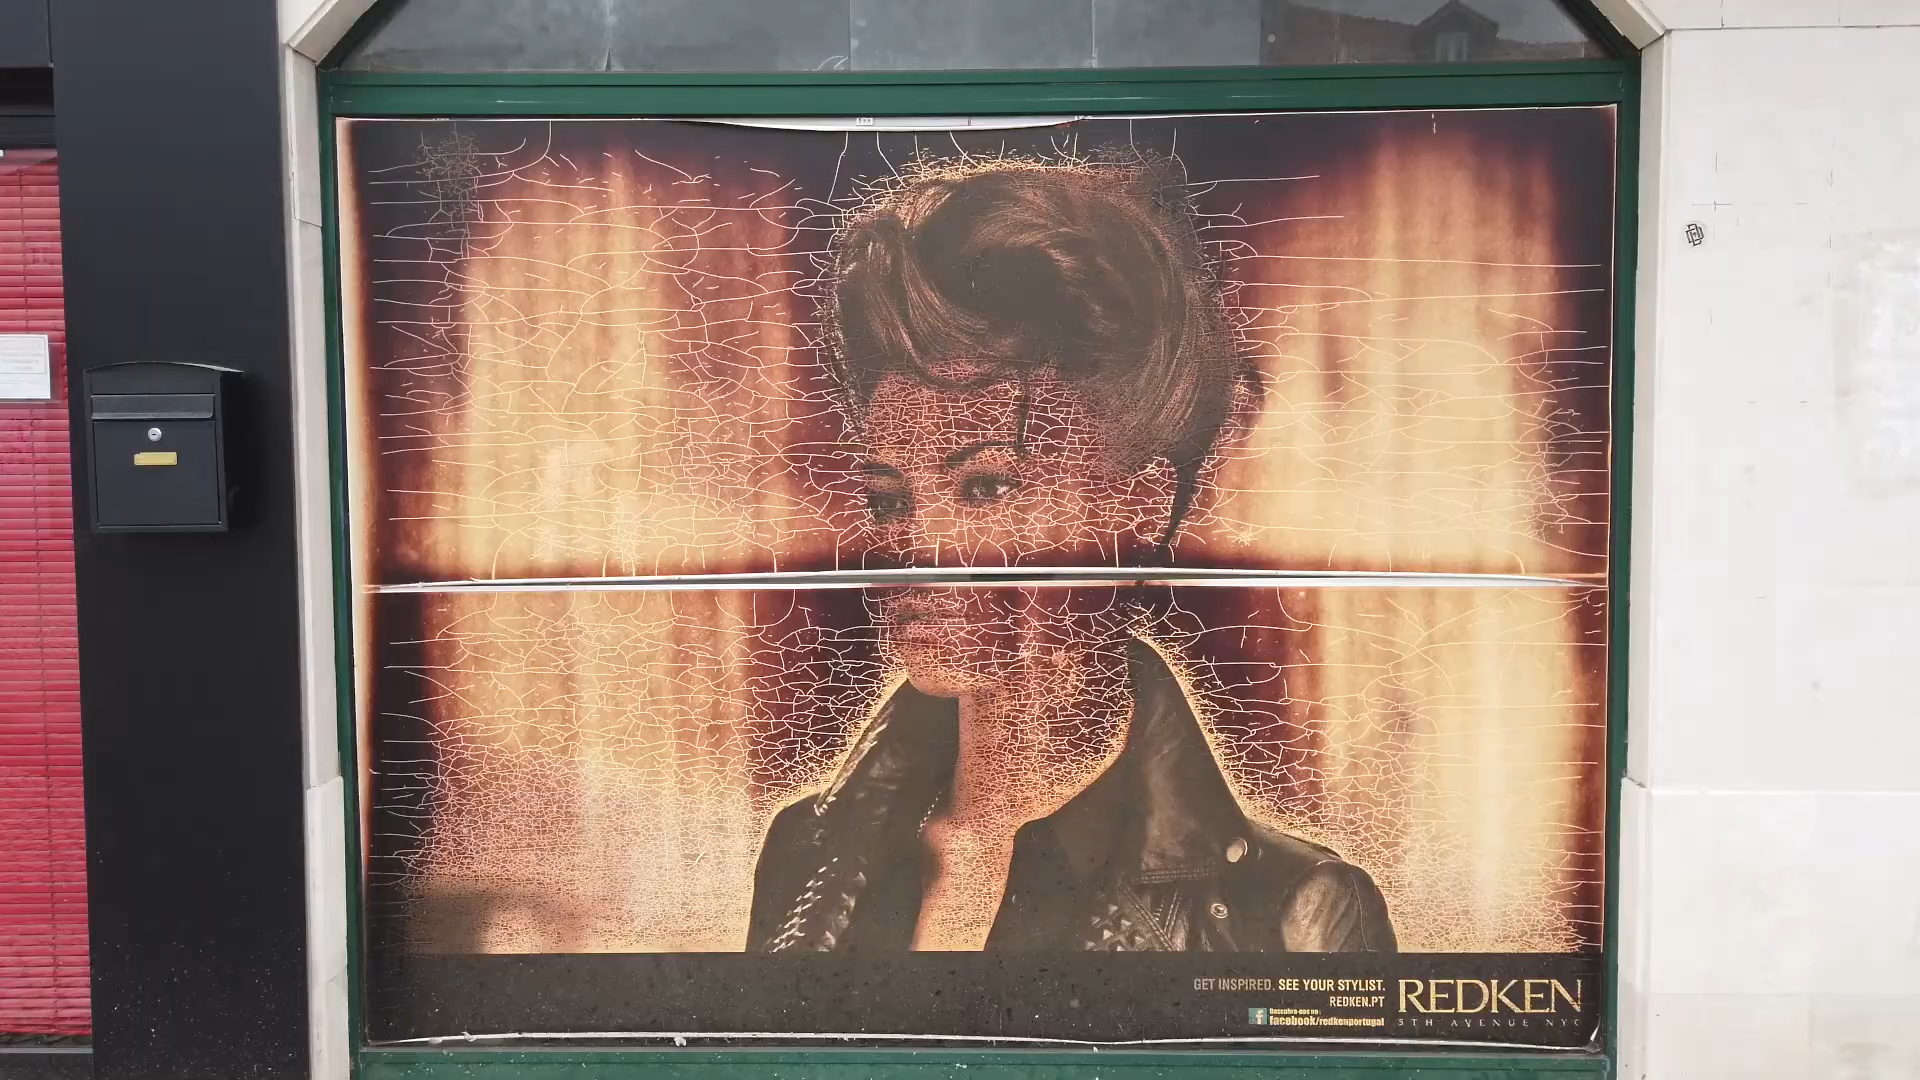 GET INSPIRED. SEE YOUR STYLIST.
REDKEN.PT
Descubra-nos no:
facebook/redkenportugal
REDKEN
5TH AVENUE NYC